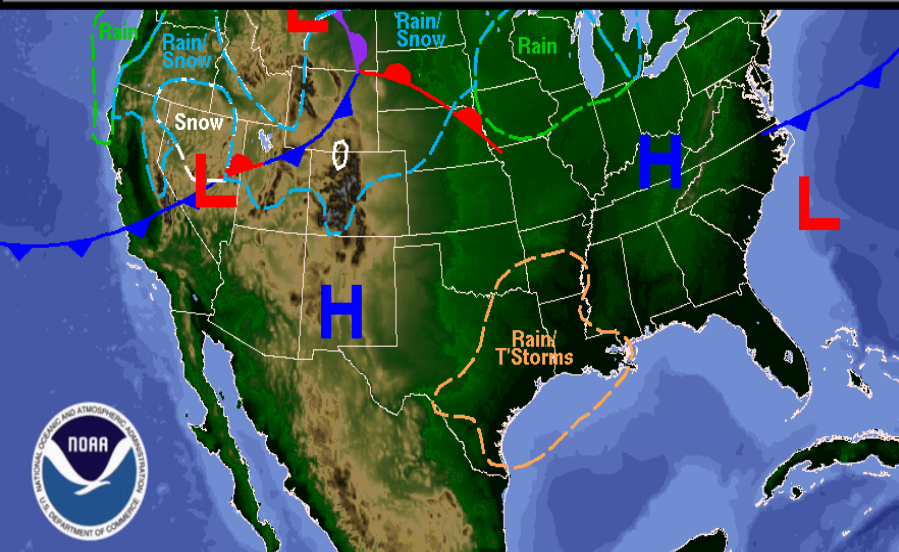 L
Rain
Rain/
Snow
Rain/
Snow
Rain
Snow
L
H
L
H
Rain/
T'Storms
NATIONAL OCEANIC AND ATMOSPHERIC ADMINISTRATION
NOAA
U.S. DEPARTMENT OF COMMERCE